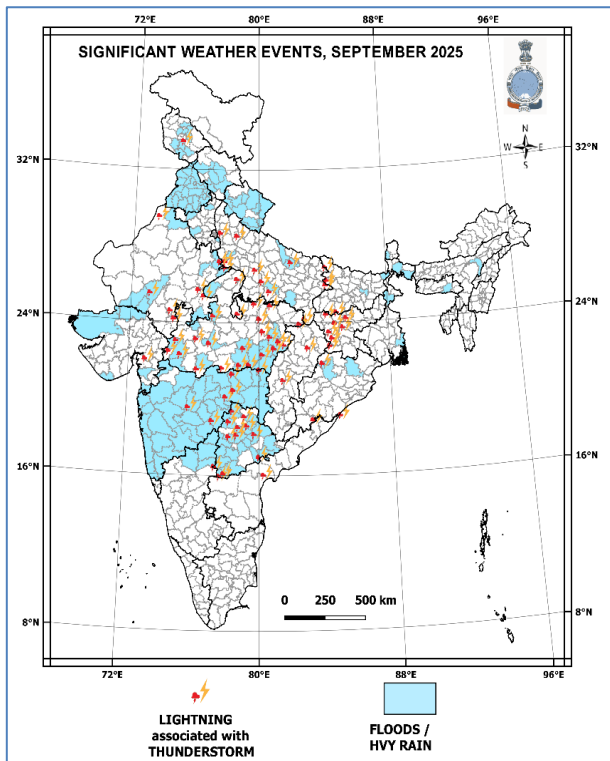 72°E 80°E 88°E 96°E
SIGNIFICANT WEATHER EVENTS, SEPTEMBER 2025
N
W E
S
32°N 32°N
24°N 24°N
16°N 16°N
0 250 500 km
8°N 8°N
72°E 80°E 88°E 96°E
LIGHTNING
associated with
THUNDERSTORM
FLOODS /
HVY RAIN